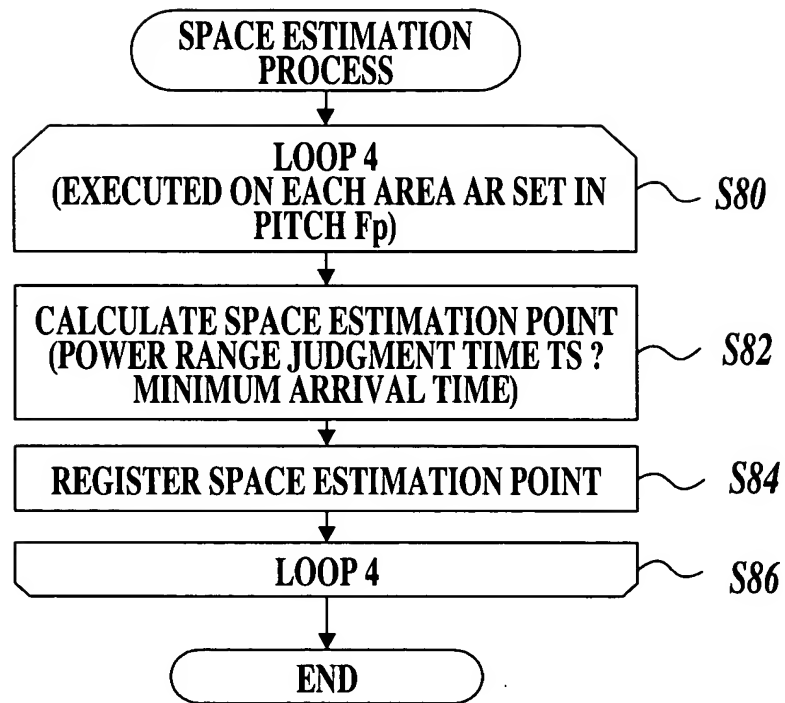 SPACE ESTIMATION
PROCESS
LOOP 4
(EXECUTED ON EACH AREA AR SET IN
PITCH Fp)
S80
CALCULATE SPACE ESTIMATION POINT
(POWER RANGE JUDGMENT TIME TS ?
MINIMUM ARRIVAL TIME)
S82
REGISTER SPACE ESTIMATION POINT
S84
LOOP 4
S86
END